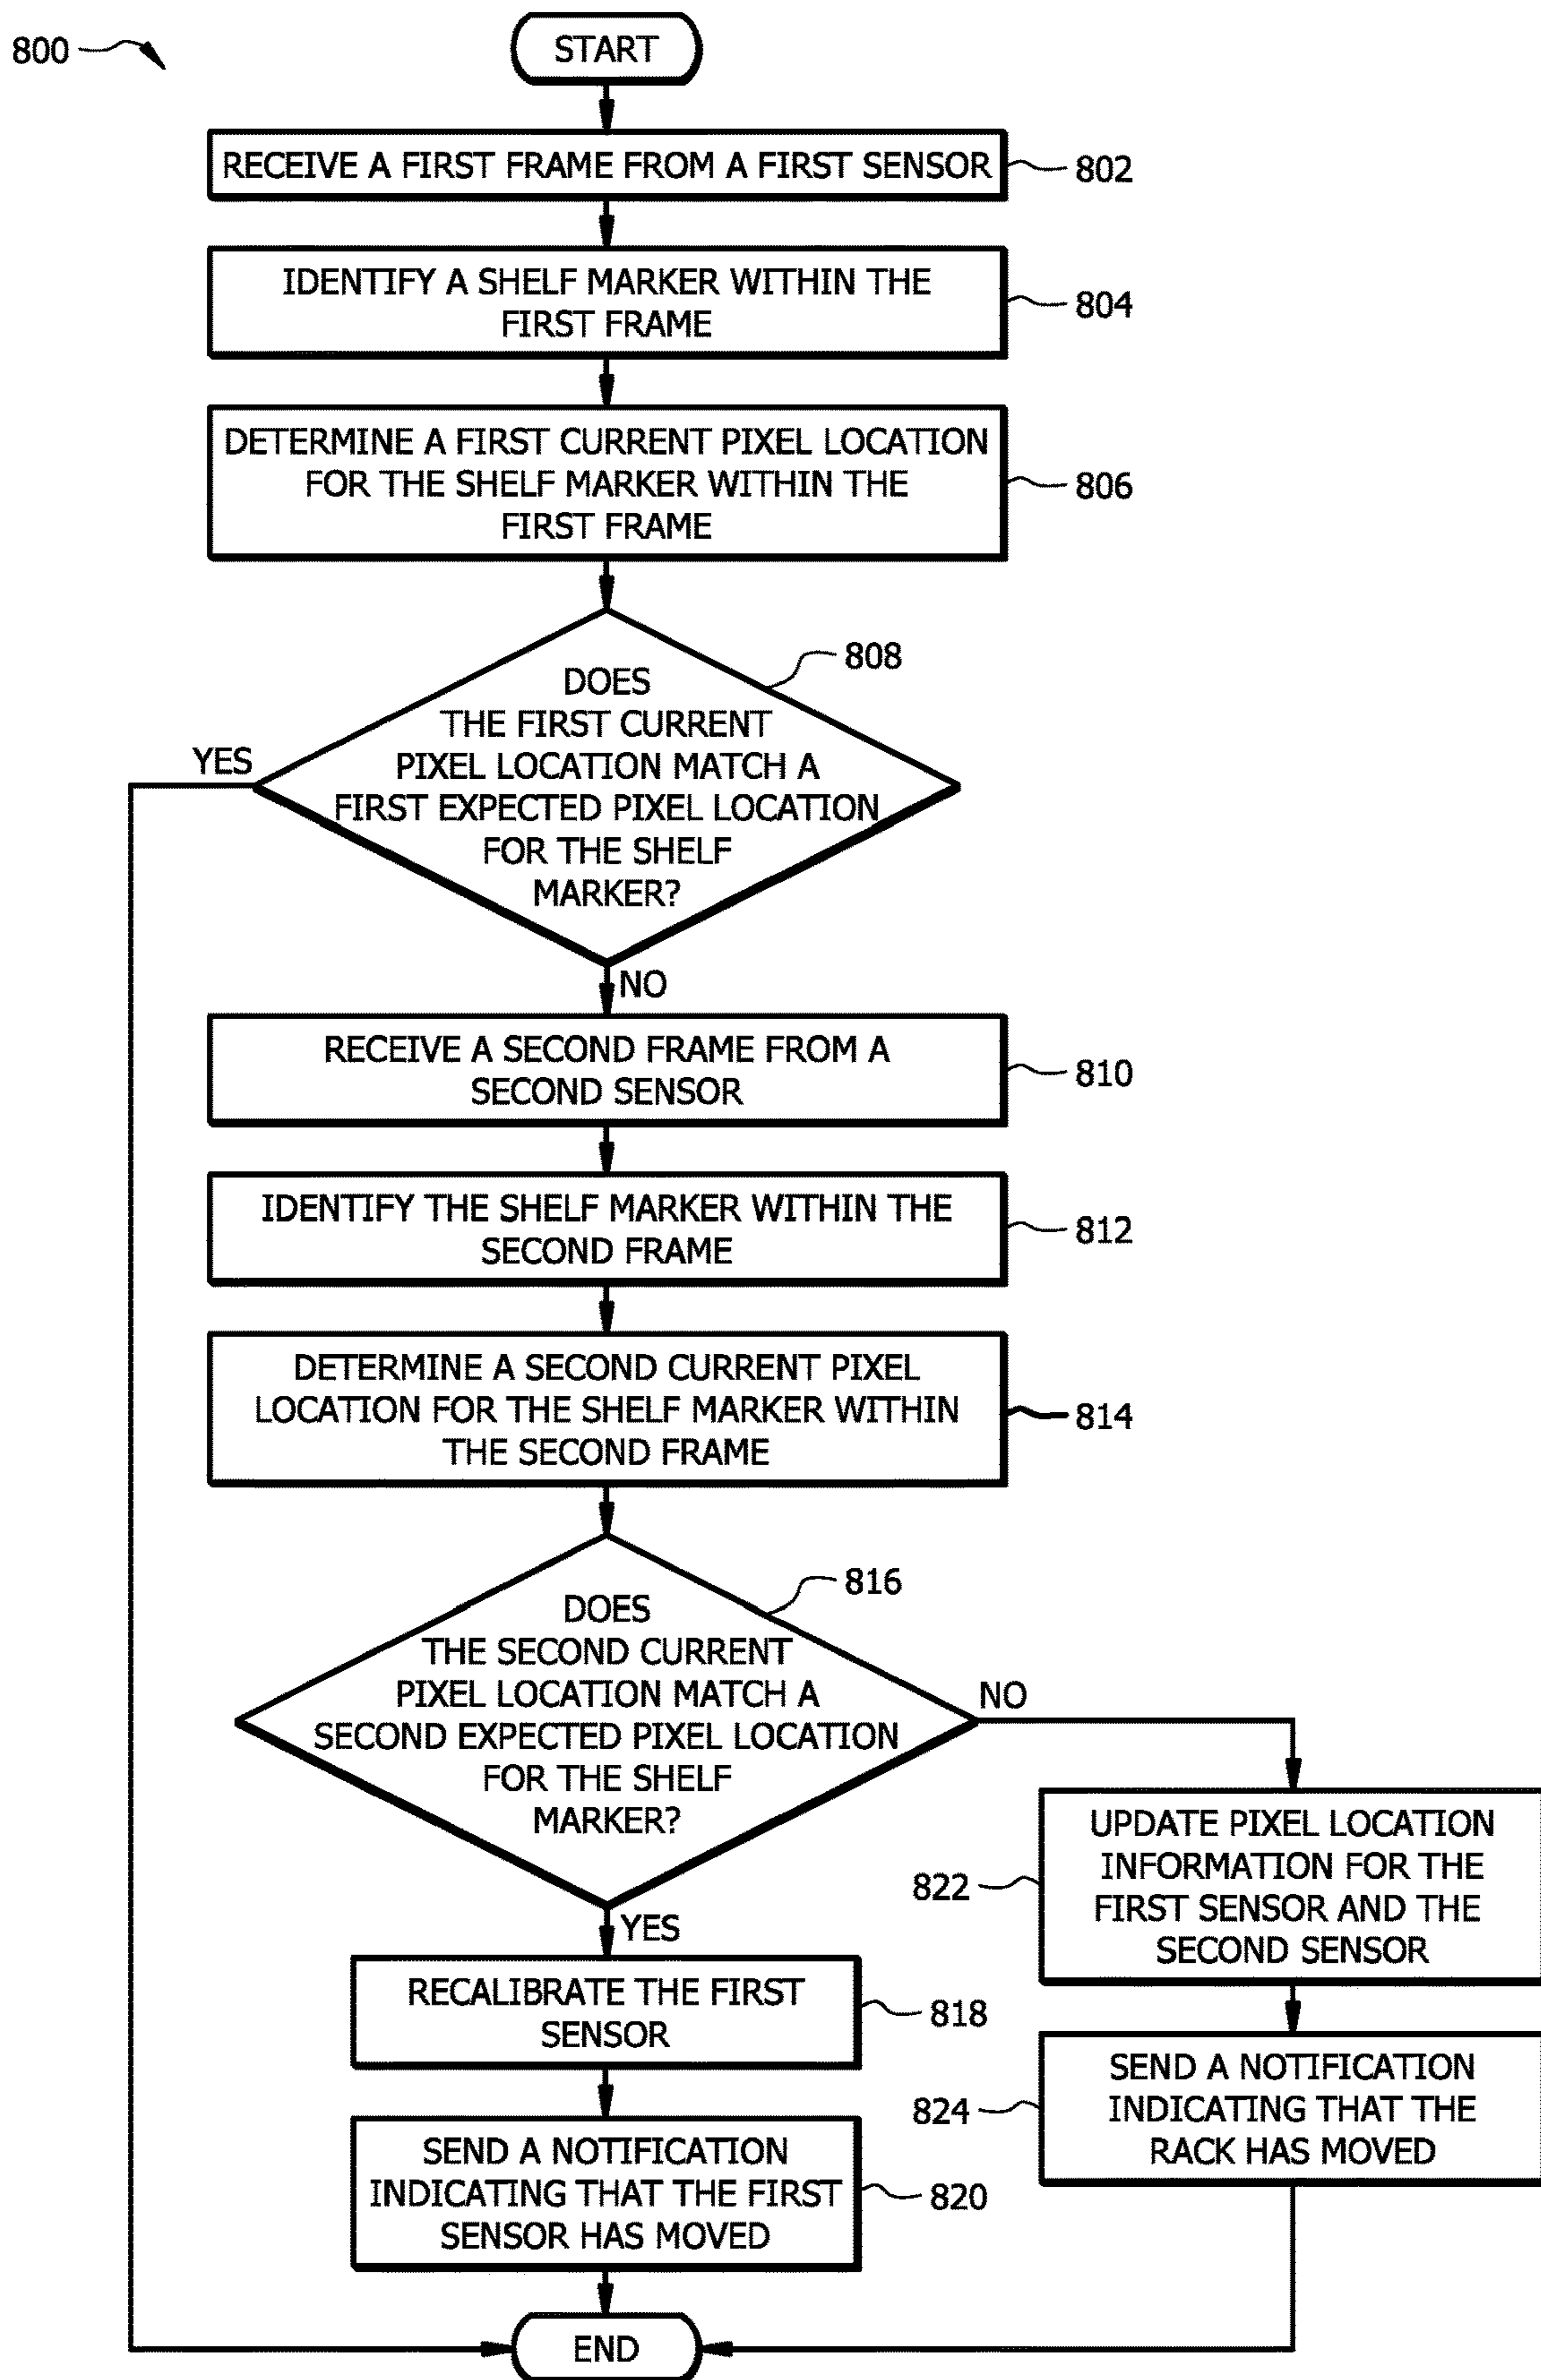 800
START
RECEIVE A FIRST FRAME FROM A FIRST SENSOR
802
IDENTIFY A SHELF MARKER WITHIN THE
FIRST FRAME
804
DETERMINE A FIRST CURRENT PIXEL LOCATION
FOR THE SHELF MARKER WITHIN THE
FIRST FRAME
806
808
DOES
THE FIRST CURRENT
PIXEL LOCATION MATCH A
FIRST EXPECTED PIXEL LOCATION
FOR THE SHELF
MARKER?
YES
NO
RECEIVE A SECOND FRAME FROM A
SECOND SENSOR
810
IDENTIFY THE SHELF MARKER WITHIN THE
SECOND FRAME
812
DETERMINE A SECOND CURRENT PIXEL
LOCATION FOR THE SHELF MARKER WITHIN
THE SECOND FRAME
814
816
DOES
THE SECOND CURRENT
PIXEL LOCATION MATCH A
SECOND EXPECTED PIXEL LOCATION
FOR THE SHELF
MARKER?
NO
YES
UPDATE PIXEL LOCATION
INFORMATION FOR THE
FIRST SENSOR AND THE
SECOND SENSOR
822
RECALIBRATE THE FIRST
SENSOR
818
SEND A NOTIFICATION
INDICATING THAT THE
RACK HAS MOVED
824
SEND A NOTIFICATION
INDICATING THAT THE FIRST
SENSOR HAS MOVED
820
END